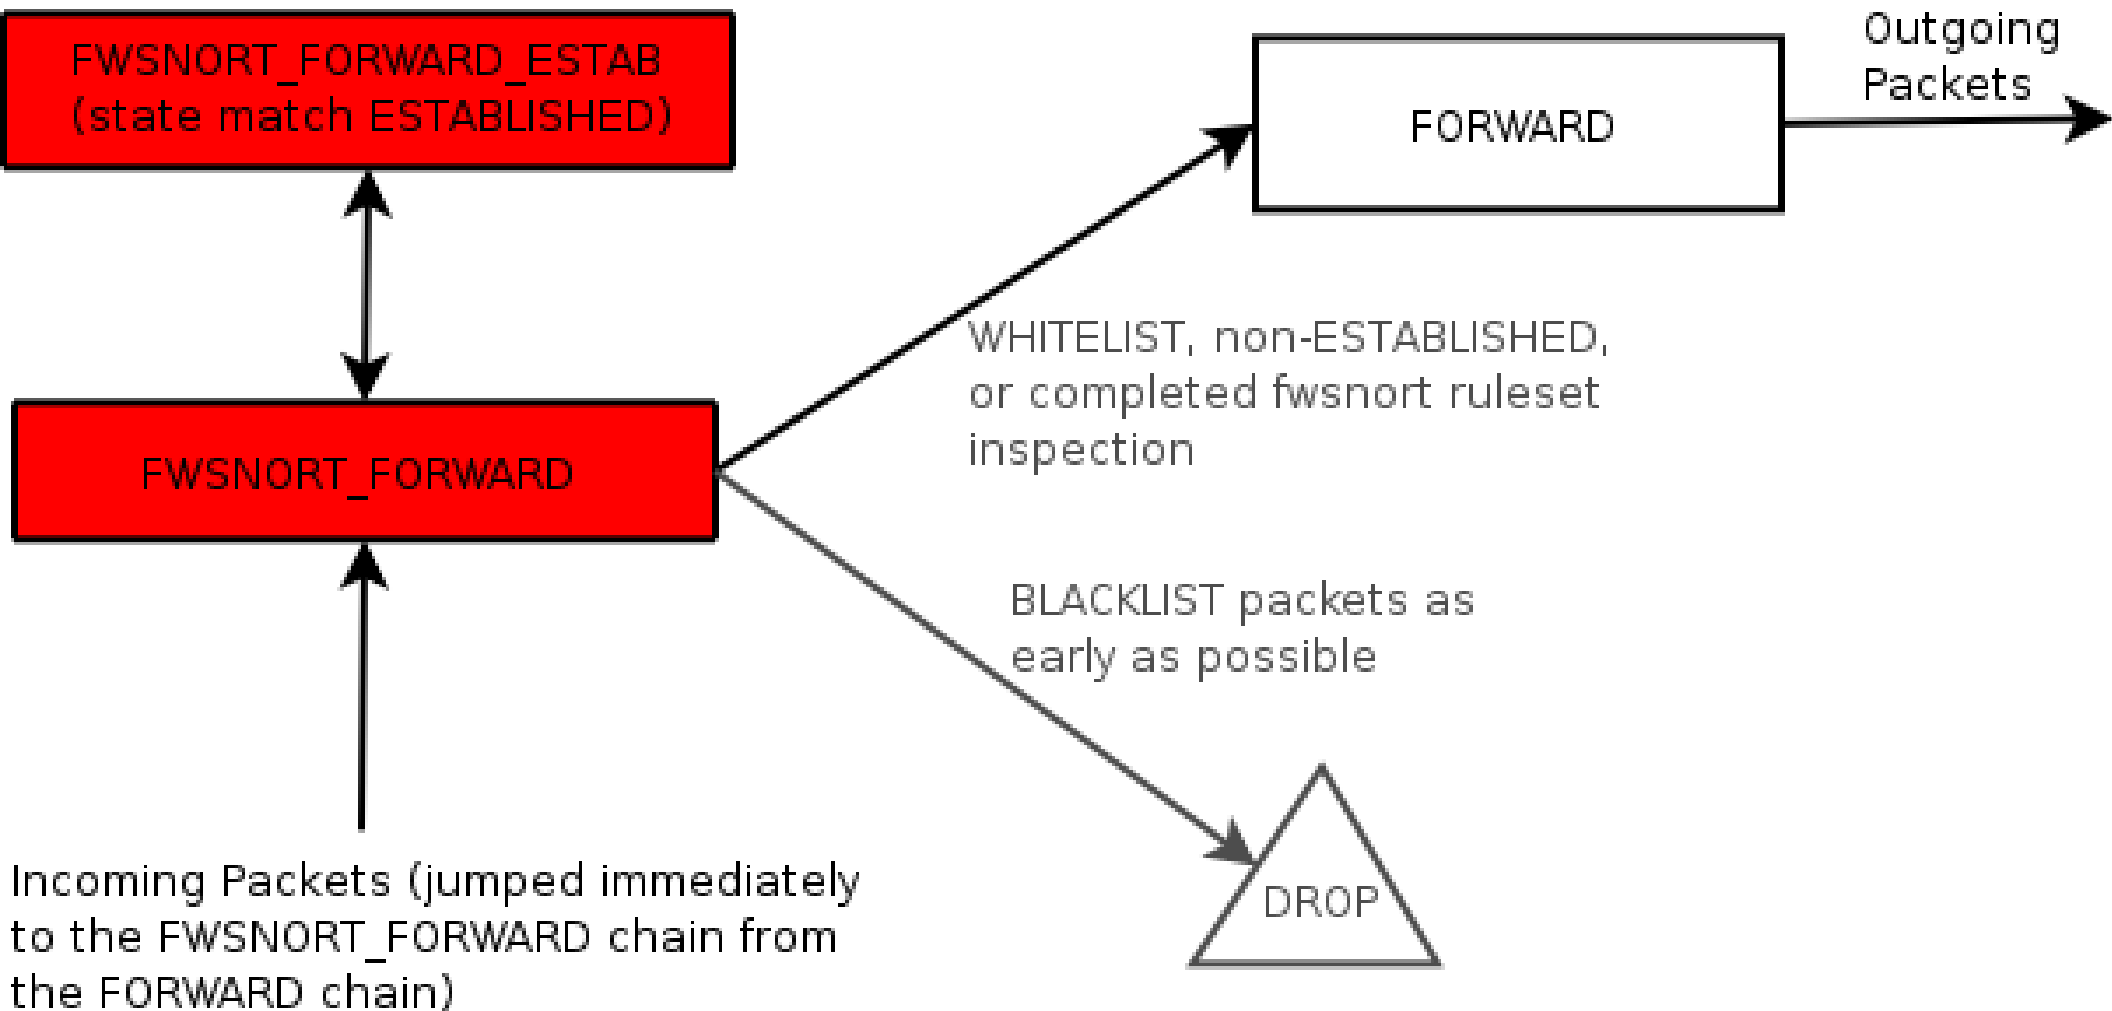 FWSNORT_FORWARD_ESTAB
(state match ESTABLISHED)
FORWARD
Outgoing
Packets
WHITELIST, non-ESTABLISHED,
or completed fwsnort ruleset
inspection
FWSNORT_FORWARD
BLACKLIST packets as
early as possible
DROP
Incoming Packets (jumped immediately
to the FWSNORT_FORWARD chain from
the FORWARD chain)